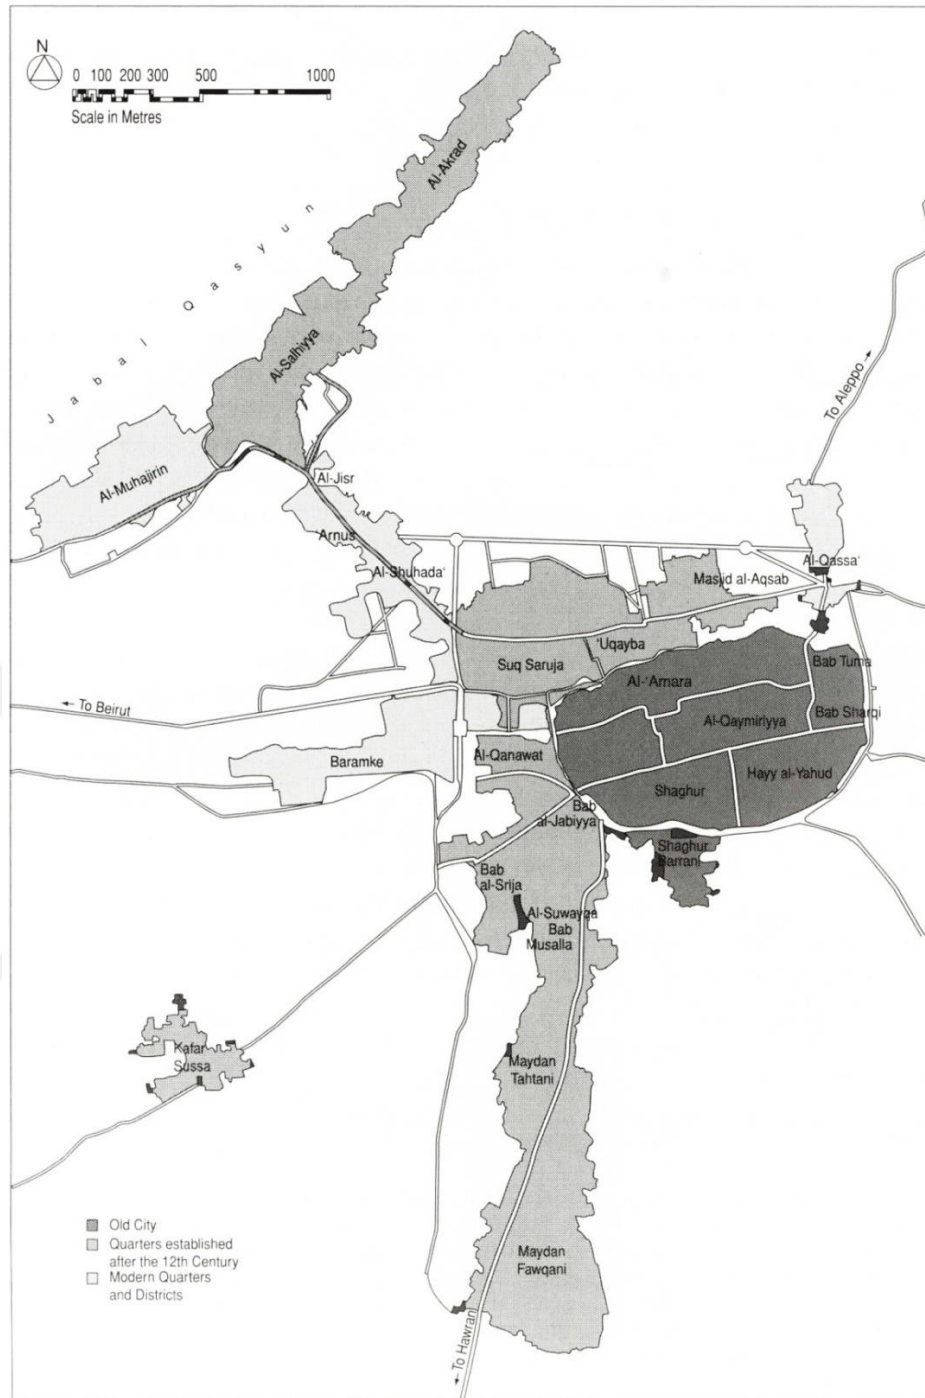 N
0 100 200 300 500 1000
Scale in Metres
Al-Akrad
Jabal Qasyun
Al-Salhiyya
To Aleppo →
Al-Muhajirin
Al-Jisr
Arnus
Al-Qassa‘
Al-Shuhada‘
Masjid al-Aqsab
‘Uqayba
Suq Saruja
Bab Tuma
Al-‘Amara
← To Beirut
Al-Qaymiriyya
Bab Sharqi
Al-Qanawat
Baramke
Hayy al-Yahud
Shaghur
Bab
al-Jabiyya
Shaghur
Barrani
Bab
al-Srija
Al-Suwayqa
Bab
Musalla
Kafar
Sussa
Maydan
Tahtani
Old City
Quarters established
after the 12th Century
Modern Quarters
and Districts
Maydan
Fawqani
← To Hawran